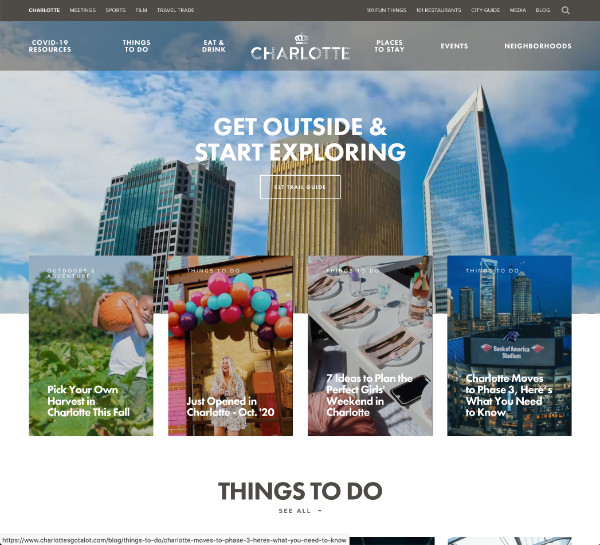 CHARLOTTE MEETINGS SPORTS FILM TRAVEL TRADE 101 FUN THINGS 101 RESTAURANTS CITY GUIDE MEDIA BLOG
COVID-19
RESOURCES
THINGS
TO DO
EAT &
DRINK
CHARLOTTE
PLACES
TO STAY
EVENTS
NEIGHBORHOODS
GET OUTSIDE &
START EXPLORING
GET TRAIL GUIDE
OUTDOORS &
ADVENTURE
Pick Your Own
Harvest in
Charlotte This Fall
THINGS TO DO
Just Opened in
Charlotte - Oct. '20
THINGS TO DO
7 Ideas to Plan the
Perfect Girls'
Weekend in
Charlotte
THINGS TO DO
Bank of America
Stadium
Charlotte Moves
to Phase 3, Here's
What You Need
to Know
THINGS TO DO
SEE ALL →
https://www.charlottesgotalot.com/blog/things-to-do/charlotte-moves-to-phase-3-heres-what-you-need-to-know